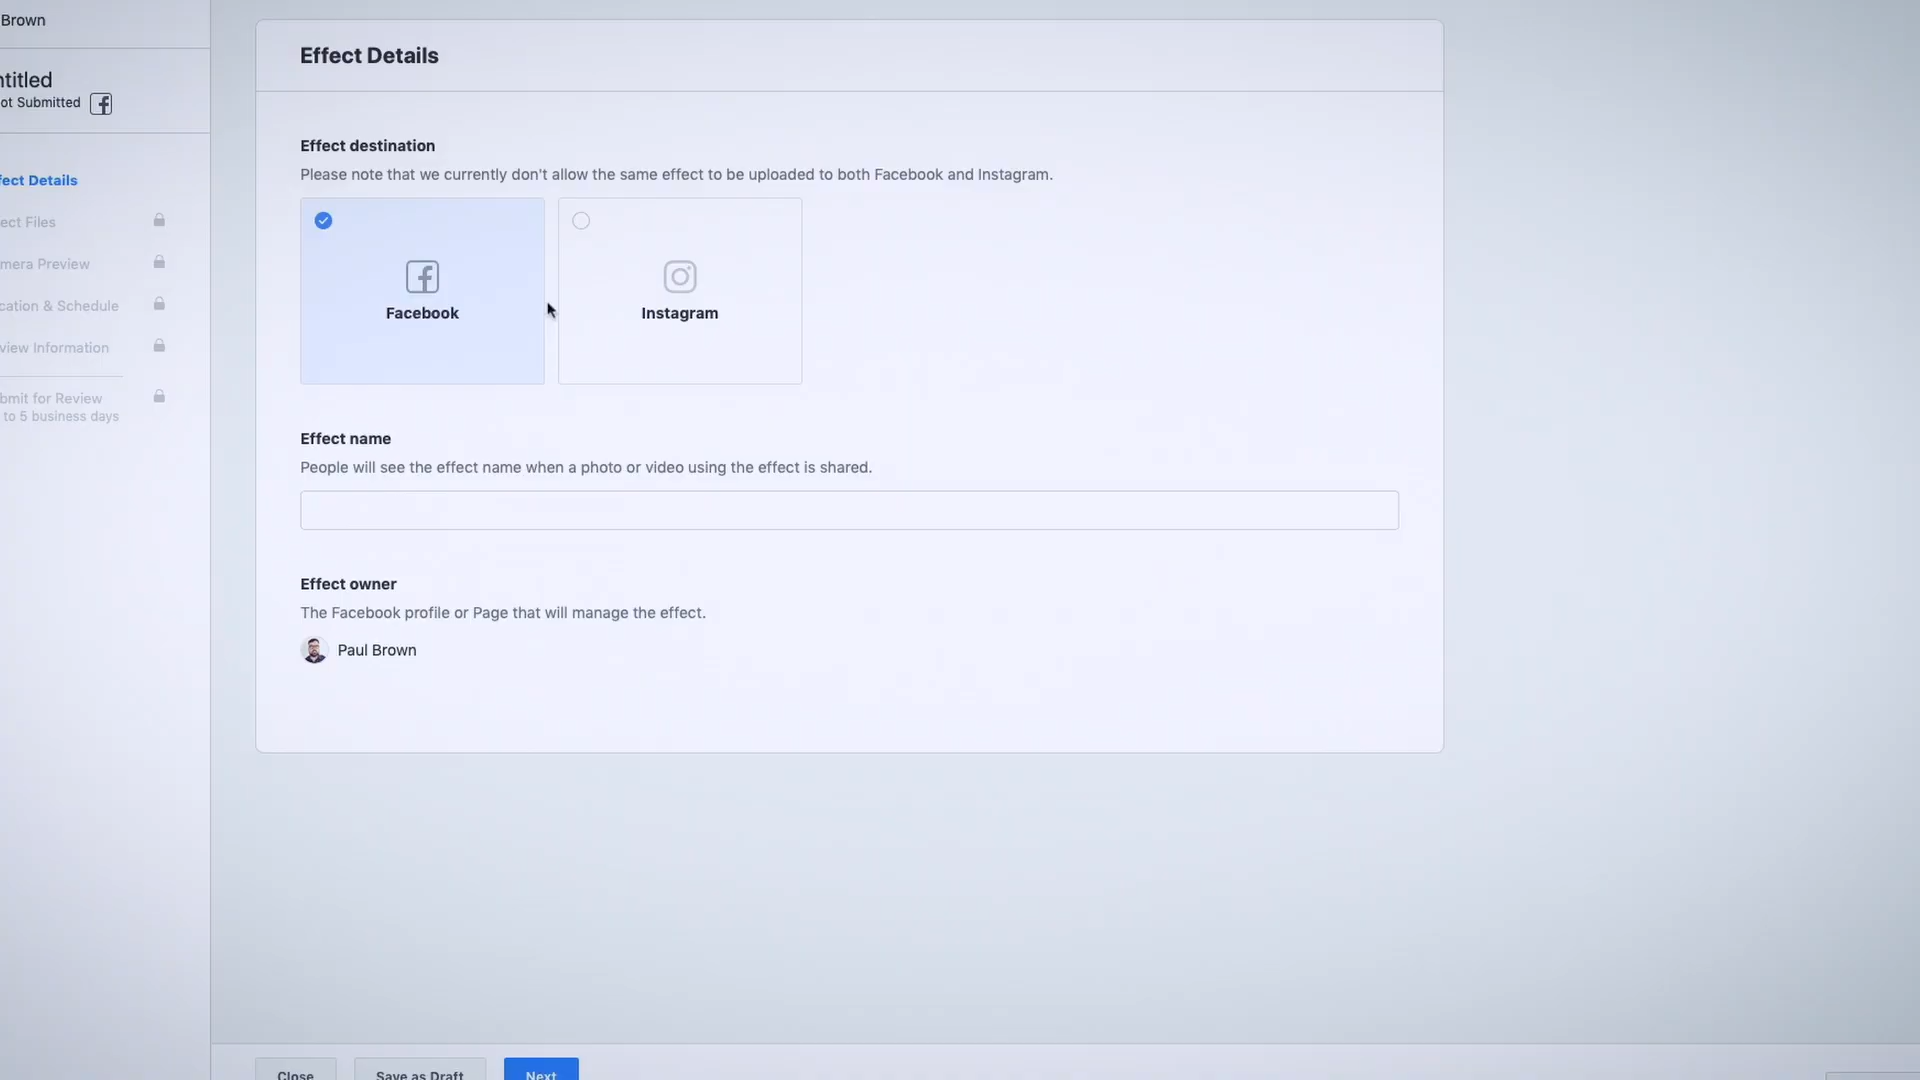 Brown
ntitled
ot Submitted
fect Details
ect Files
mera Preview
cation & Schedule
view Information
bmit for Review
to 5 business days
Effect Details
Effect destination
Please note that we currently don't allow the same effect to be uploaded to both Facebook and Instagram.
Facebook
Instagram
Effect name
People will see the effect name when a photo or video using the effect is shared.
Effect owner
The Facebook profile or Page that will manage the effect.
Paul Brown
Close
Save as Draft
Next